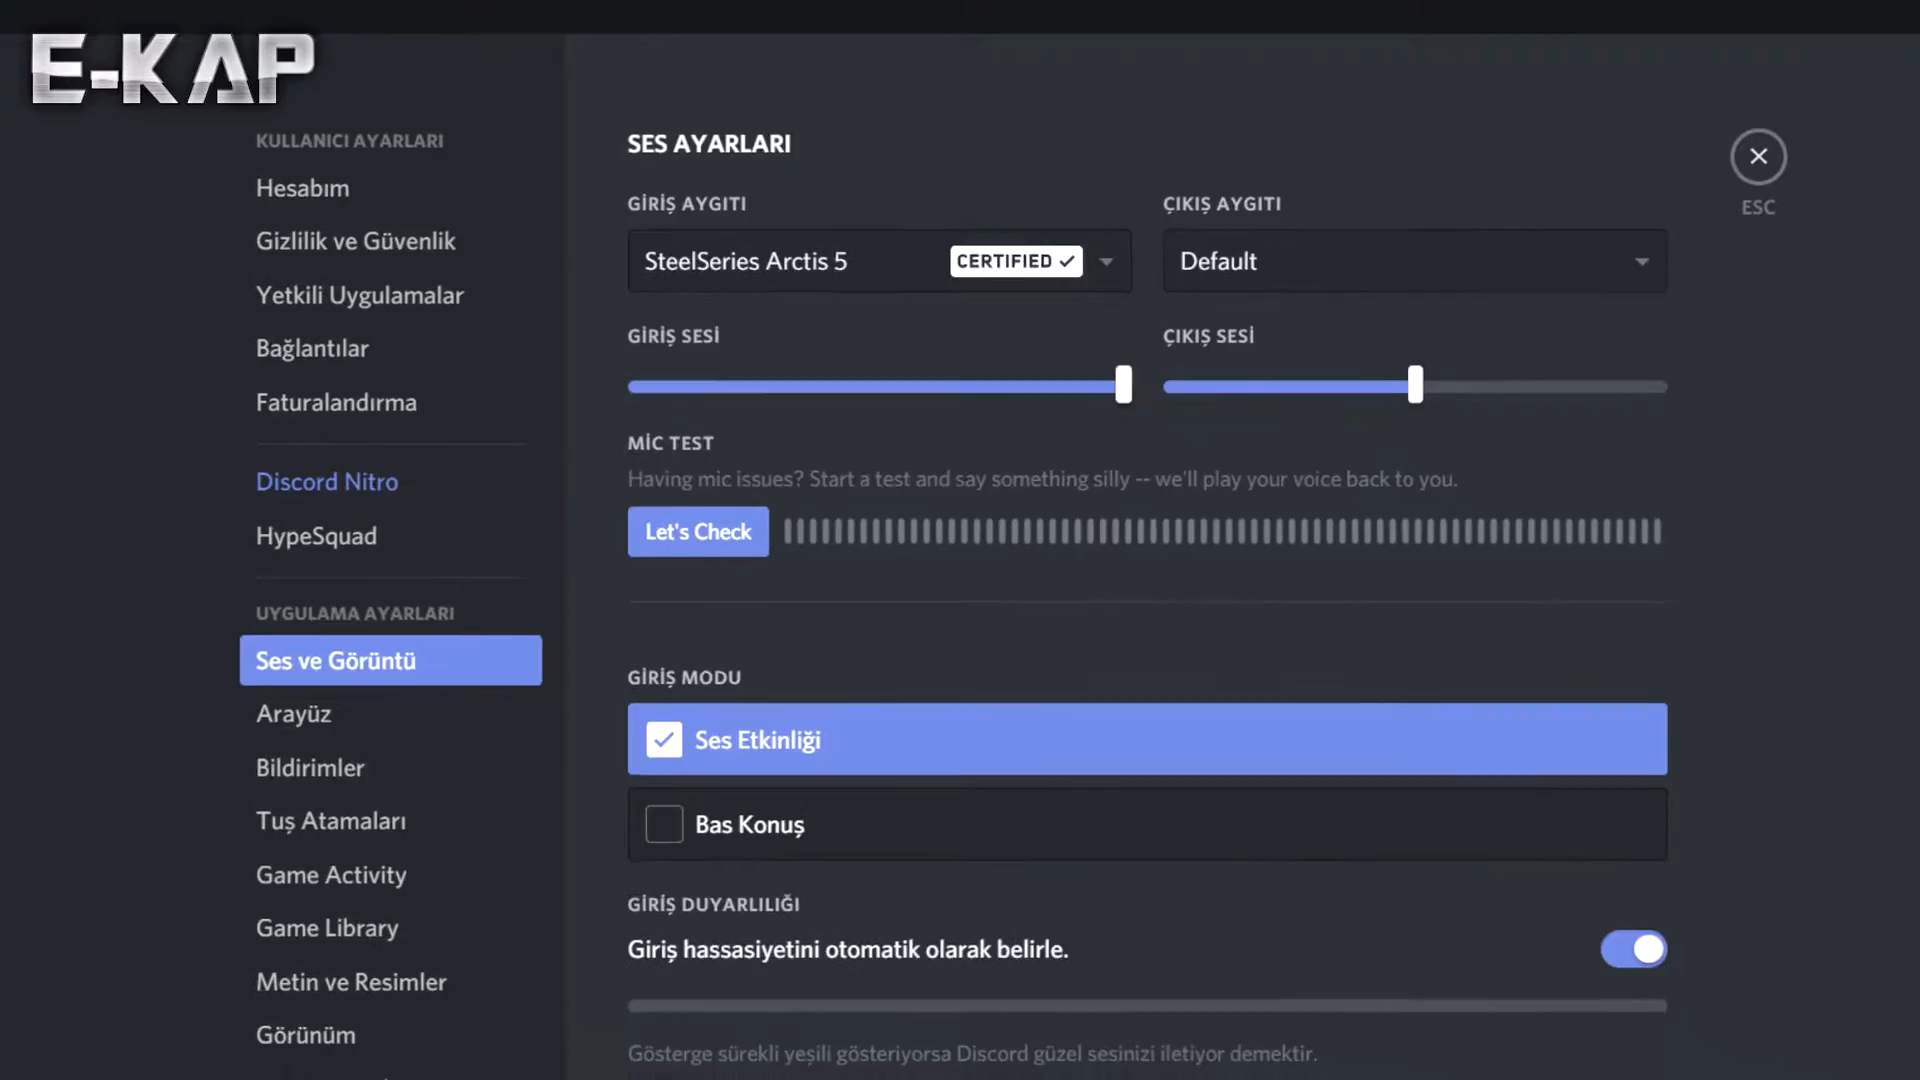 E-KAP
KULLANICI AYARLARI
Hesabım
Gizlilik ve Güvenlik
Yetkili Uygulamalar
Bağlantılar
Faturalandırma
Discord Nitro
HypeSquad
UYGULAMA AYARLARI
Ses ve Görüntü
Arayüz
Bildirimler
Tuş Atamaları
Game Activity
Game Library
Metin ve Resimler
Görünüm
SES AYARLARI
GİRİŞ AYGITI
SteelSeries Arctis 5 CERTIFIED
ÇIKIŞ AYGITI
Default
GİRİŞ SESİ
ÇIKIŞ SESİ
MİC TEST
Having mic issues? Start a test and say something silly -- we'll play your voice back to you.
Let's Check
GİRİŞ MODU
Ses Etkinliği
Bas Konuş
GİRİŞ DUYARLILIĞI
Giriş hassasiyetini otomatik olarak belirle.
Gösterge sürekli yeşili gösteriyorsa Discord güzel sesinizi iletiyor demektir.
ESC